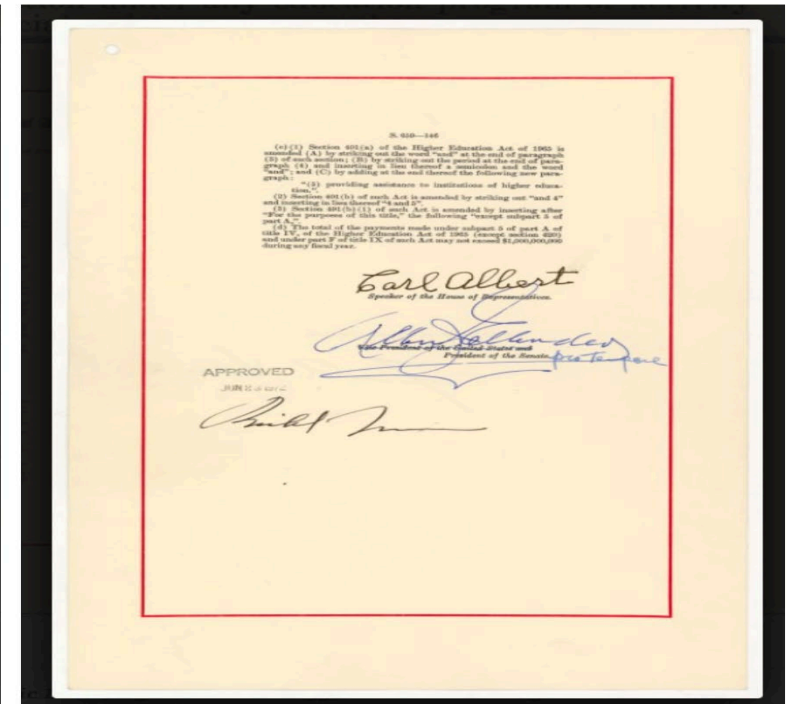 S. 659—146
(c)(1) Section 401(a) of the Higher Education Act of 1965 is
amended (A) by striking out the word "and" at the end of paragraph
(3) of such section; (B) by striking out the period at the end of para-
graph (4) and inserting in lieu thereof a semicolon and the word
"and"; and (C) by adding at the end thereof the following new para-
graph:
"(5) providing assistance to institutions of higher educa-
tion.".
(2) Section 401(b) of such Act is amended by striking out "and 4"
and inserting in lieu thereof "4 and 5".
(3) Section 401(b)(1) of such Act is amended by inserting after
"For the purposes of this title," the following "except subpart 5 of
part A,".
(d) The total of the payments made under subpart 5 of part A of
title IV, of the Higher Education Act of 1965 (except section 420)
and under part F of title IX of such Act may not exceed $1,000,000,000
during any fiscal year.
Carl Albert
Speaker of the House of Representatives.
Allen J. Ellender
Vice President of the United States and
President of the Senate. pro tempore
APPROVED
JUN 23 1972
Richard Nixon